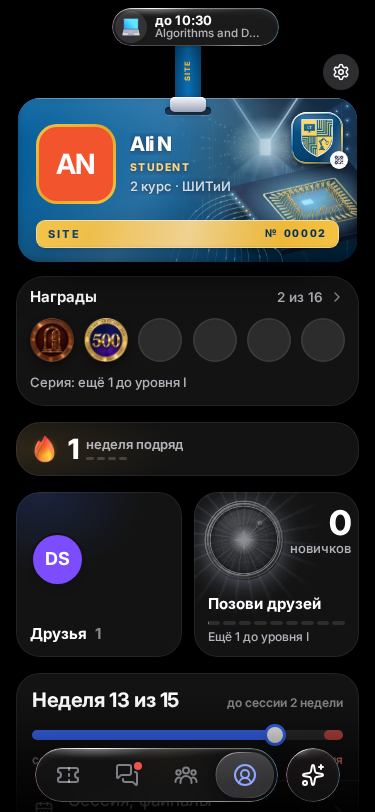 до 10:30
Algorithms and D...
SITE
AN
Ali N
STUDENT
2 курс · ШИТиИ
SITE
№ 00002
Награды
2 из 16
500
Серия: ещё 1 до уровня I
1 неделя подряд
DS
Друзья 1
0
новичков
Позови друзей
Ещё 1 до уровня I
Неделя 13 из 15
до сессии 2 недели
Сессия, финалы